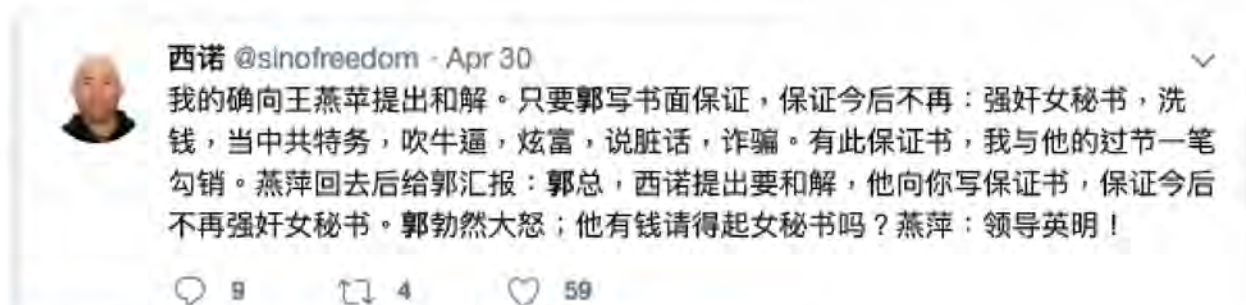 西诺 @sinofreedom · Apr 30
我的确向王燕苹提出和解。只要郭写书面保证，保证今后不再：强奸女秘书，洗
钱，当中共特务，吹牛逼，炫富，说脏话，诈骗。有此保证书，我与他的过节一笔
勾销。燕萍回去后给郭汇报：郭总，西诺提出要和解，他向你写保证书，保证今后
不再强奸女秘书。郭勃然大怒；他有钱请得起女秘书吗？燕萍：领导英明！
9 4 59